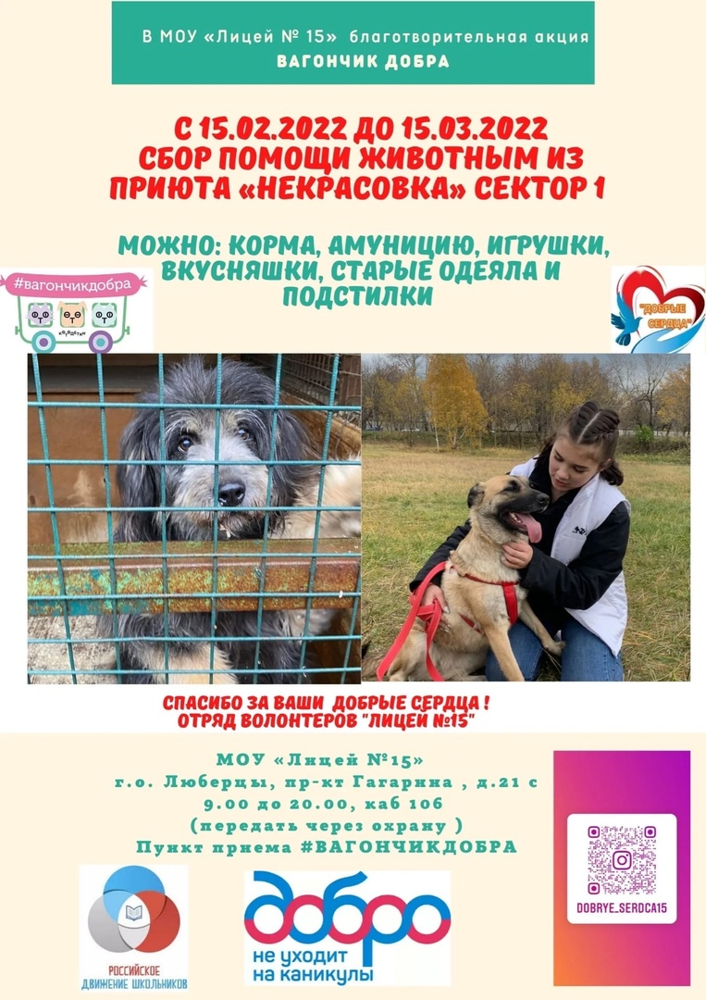 В МОУ «Лицей № 15» благотворительная акция
ВАГОНЧИК ДОБРА
С 15.02.2022 ДО 15.03.2022
СБОР ПОМОЩИ ЖИВОТНЫМ ИЗ
ПРИЮТА «НЕКРАСОВКА» СЕКТОР 1
МОЖНО: КОРМА, АМУНИЦИЮ, ИГРУШКИ,
ВКУСНЯШКИ, СТАРЫЕ ОДЕЯЛА И
ПОДСТИЛКИ
#вагончикдобра
КОТОДЕТКИ
"ДОБРЫЕ
СЕРДЦА"
СПАСИБО ЗА ВАШИ ДОБРЫЕ СЕРДЦА !
ОТРЯД ВОЛОНТЕРОВ "ЛИЦЕЙ №15"
МОУ «Лицей №15»
г.о. Люберцы, пр-кт Гагарина , д.21 с
9.00 до 20.00, каб 106
(передать через охрану )
Пункт приема #ВАГОНЧИКДОБРА
РОССИЙСКОЕ
ДВИЖЕНИЕ ШКОЛЬНИКОВ
добро
не уходит
на каникулы
DOBRYE_SERDCA15